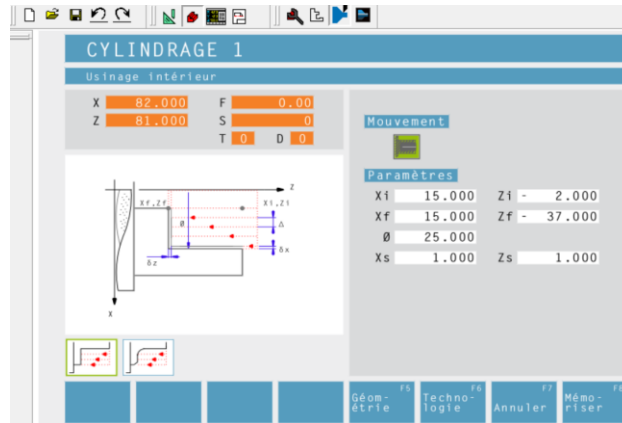 CYLINDRAGE 1
Usinage intérieur
X 82.000 F 0.00
Z 81.000 S 0
T 0 D 0
Mouvement
Paramètres
Xi 15.000 Zi - 2.000
Xf 15.000 Zf - 37.000
Ø 25.000
Xs 1.000 Zs 1.000
Z
Xf,Zf Xi,Zi
Ø Δ
δx
δz
X
F5 F6 F7 F8
Géom-
étrie
Techno-
logie
Annuler
Mémo-
riser